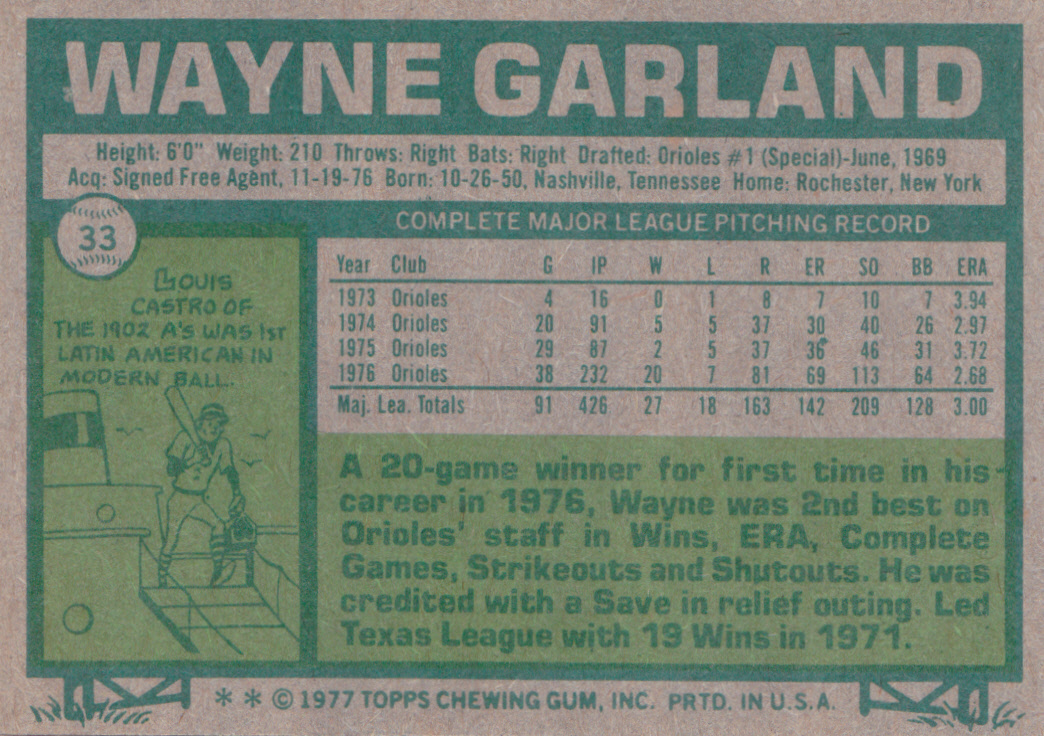 WAYNE GARLAND
Height: 6'0" Weight: 210 Throws: Right Bats: Right Drafted: Orioles #1 (Special)-June, 1969
Acq: Signed Free Agent, 11-19-76 Born: 10-26-50, Nashville, Tennessee Home: Rochester, New York
33
LOUIS
CASTRO OF
THE 1902 A'S WAS 1ST
LATIN AMERICAN IN
MODERN BALL.
COMPLETE MAJOR LEAGUE PITCHING RECORD
Year Club G IP W L R ER SO BB ERA
1973 Orioles 4 16 0 1 8 7 10 7 3.94
1974 Orioles 20 91 5 5 37 30 40 26 2.97
1975 Orioles 29 87 2 5 37 36 46 31 3.72
1976 Orioles 38 232 20 7 81 69 113 64 2.68
Maj. Lea. Totals 91 426 27 18 163 142 209 128 3.00
A 20-game winner for first time in his
career in 1976, Wayne was 2nd best on
Orioles' staff in Wins, ERA, Complete
Games, Strikeouts and Shutouts. He was
credited with a Save in relief outing. Led
Texas League with 19 Wins in 1971.
* * © 1977 TOPPS CHEWING GUM, INC. PRTD. IN U.S.A.